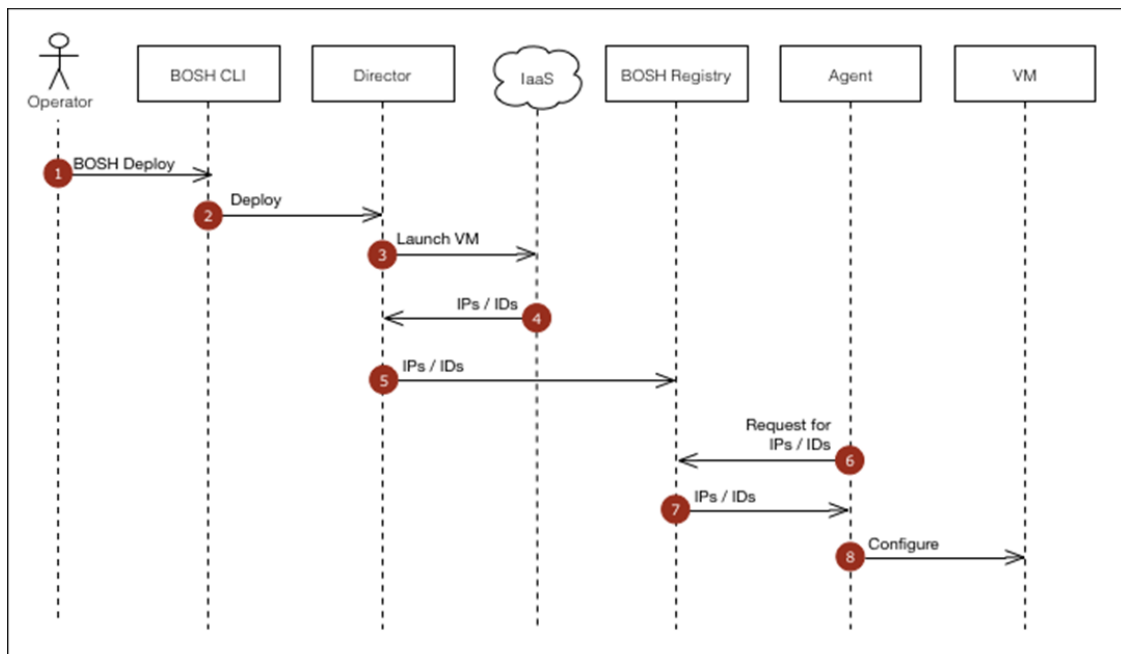 Operator
BOSH CLI
Director
IaaS
BOSH Registry
Agent
VM
1 BOSH Deploy
2 Deploy
3 Launch VM
IPs / IDs 4
5 IPs / IDs
Request for
IPs / IDs 6
7 IPs / IDs
8 Configure